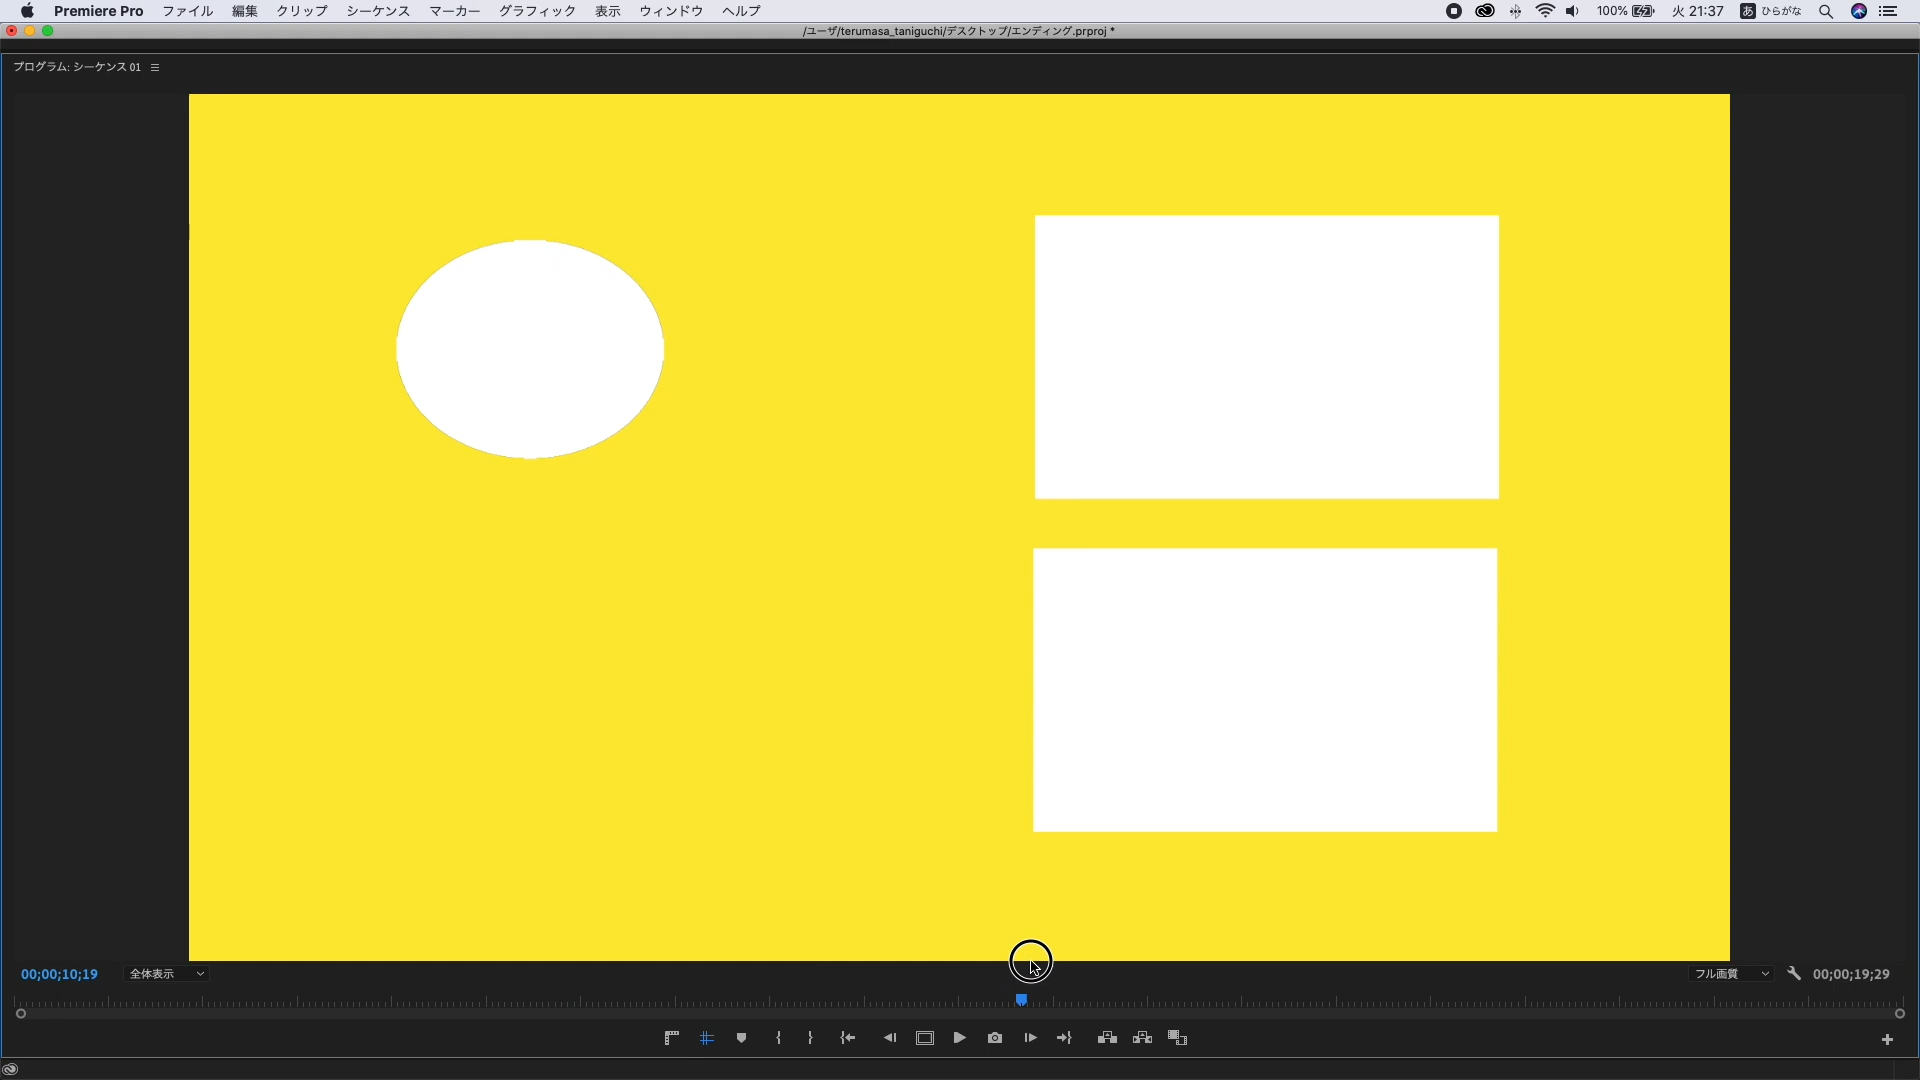 Premiere Pro ファイル 編集 クリップ シーケンス マーカー グラフィック 表示 ウィンドウ ヘルプ 100% 火 21:37 あ ひらがな
/ユーザ/terumasa_taniguchi/デスクトップ/エンディング.prproj *
プログラム: シーケンス 01
00;00;10;19 全体表示 フル画質 00;00;19;29